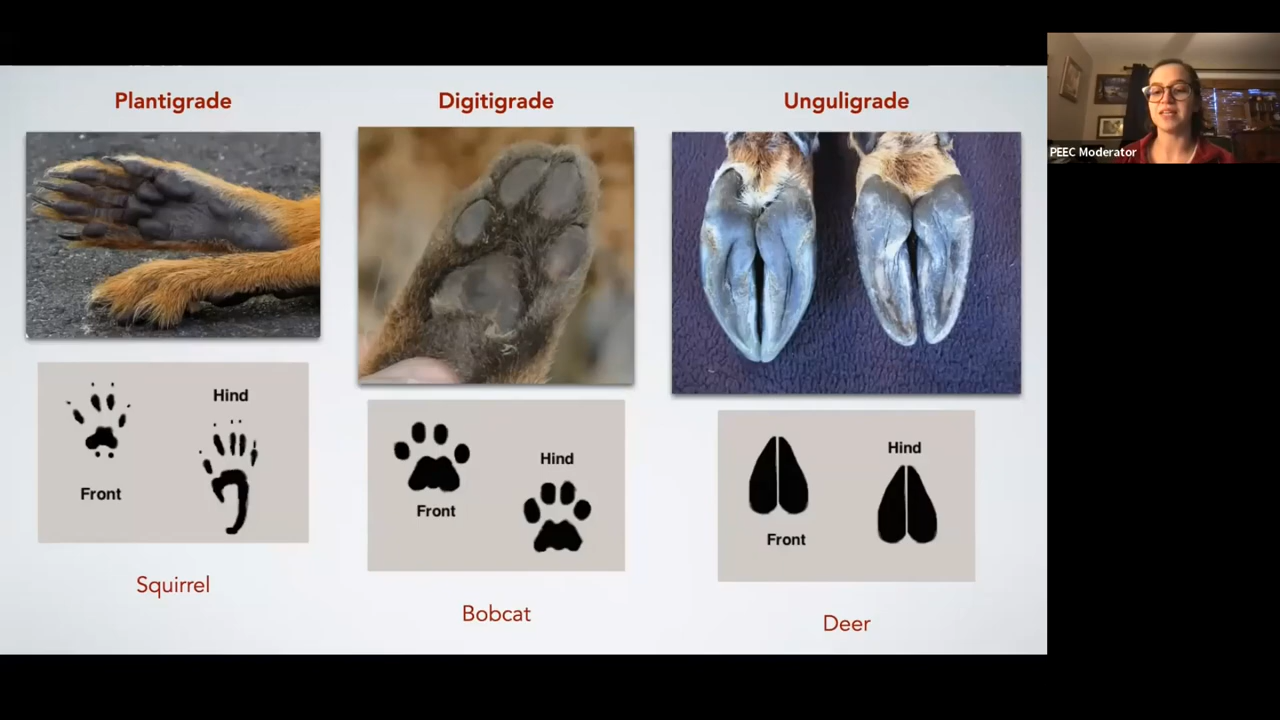 Plantigrade
Digitigrade
Unguligrade
PEEC Moderator
Hind
Front
Hind
Front
Hind
Front
Squirrel
Bobcat
Deer